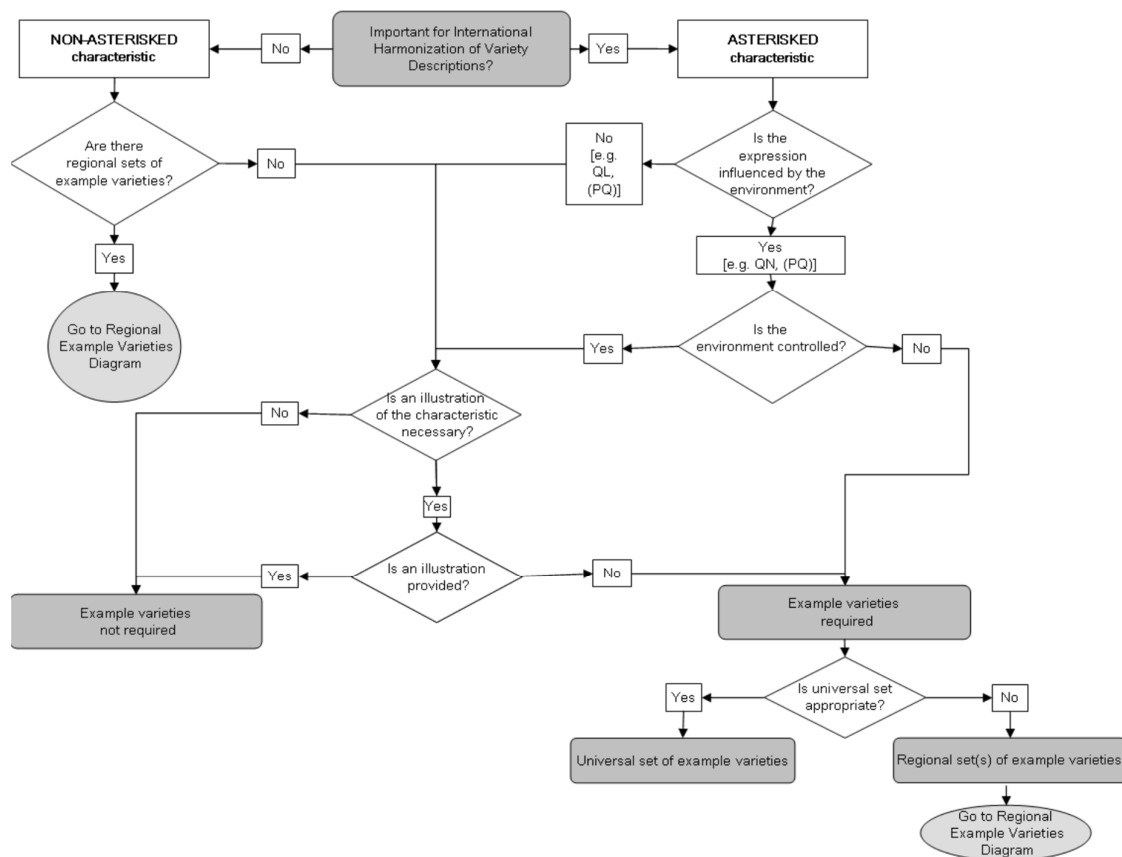 Important for International
Harmonization of Variety
Descriptions?
No
Yes
NON-ASTERISKED
characteristic
ASTERISKED
characteristic
Are there
regional sets of
example varieties?
No
No
[e.g.
QL,
(PQ)]
Is the
expression
influenced by the
environment?
Yes
Yes
[e.g. QN, (PQ)]
Go to Regional
Example Varieties
Diagram
Is the
environment controlled?
Yes
No
Is an illustration
of the characteristic
necessary?
No
Yes
Is an illustration
provided?
Yes
No
Example varieties
not required
Example varieties
required
Is universal set
appropriate?
Yes
No
Universal set of example varieties
Regional set(s) of example varieties
Go to Regional
Example Varieties
Diagram